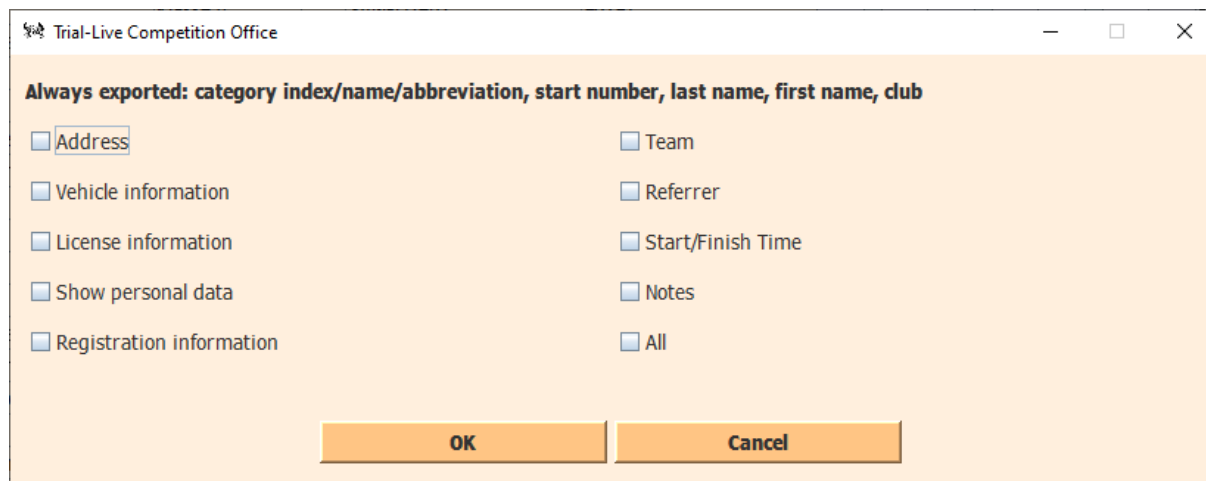 Trial-Live Competition Office
Always exported: category index/name/abbreviation, start number, last name, first name, club
Address
Team
Vehicle information
Referrer
License information
Start/Finish Time
Show personal data
Notes
Registration information
All
OK
Cancel